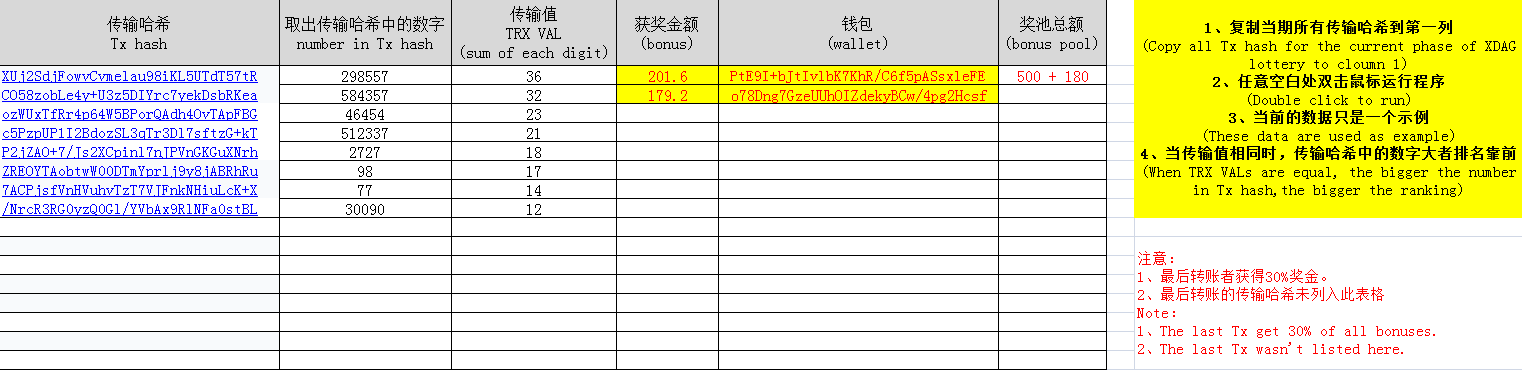 传输哈希
Tx hash
取出传输哈希中的数字
number in Tx hash
传输值
TRX VAL
(sum of each digit)
获奖金额
(bonus)
钱包
(wallet)
奖池总额
(bonus pool)
XUj2SdjFowvCvmelau98iKL5UTdT57tR 298557 36 201.6 PtE9I+bJtIvlbK7KhR/C6f5pASsxleFE 500 + 180
CO58zobLe4y+U3z5DIYrc7yekDsbRKea 584357 32 179.2 o78Dng7GzeUUhOIZdekyBCw/4pg2Hcsf
ozWUxTfRr4p64W5BPorQAdh4OvTApFBG 46454 23
c5PzpUP1I2BdozSL3qTr3Dl7sftzG+kT 512337 21
P2jZAO+7/Js2XCpinl7nJPVnGKGuXNrh 2727 18
ZREOYTAobtwWOODTmYprlj9y8jABRhRu 98 17
7ACPjsfVnHVuhvTzT7VJFnkNHiuLcK+X 77 14
/NrcR3RG0yzQ0Gl/YVbAx9RlNFa0stBL 30090 12
1、复制当期所有传输哈希到第一列
(Copy all Tx hash for the current phase of XDAG
lottery to cloumn 1)
2、任意空白处双击鼠标运行程序
(Double click to run)
3、当前的数据只是一个示例
(These data are used as example)
4、当传输值相同时，传输哈希中的数字大者排名靠前
(When TRX VALs are equal, the bigger the number
in Tx hash,the bigger the ranking)
注意：
1、最后转账者获得30%奖金。
2、最后转账的传输哈希未列入此表格
Note：
1、The last Tx get 30% of all bonuses.
2、The last Tx wasn't listed here.